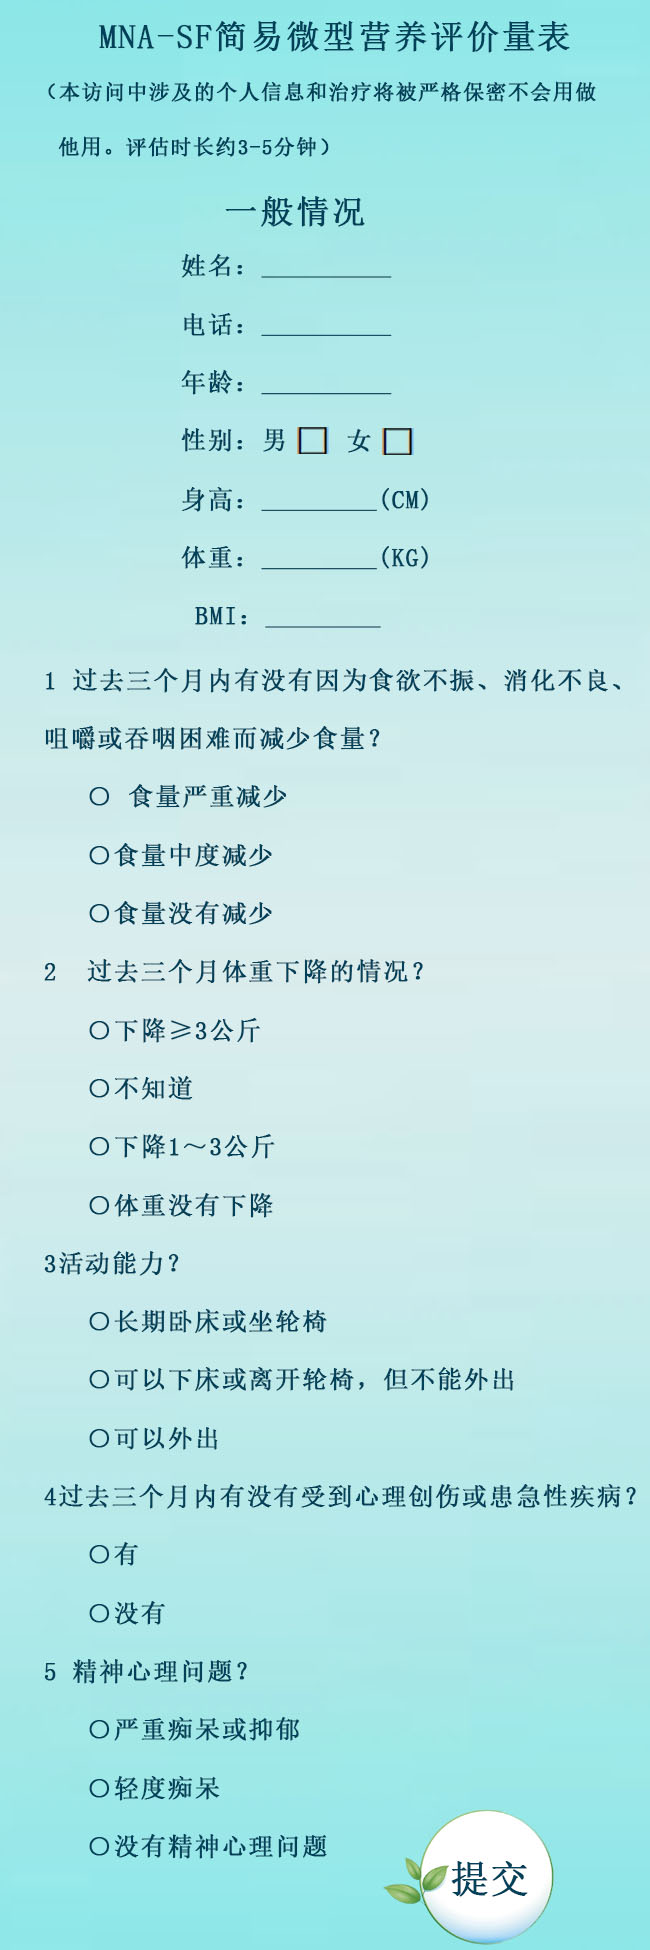 MNA-SF简易微型营养评价量表
（本访问中涉及的个人信息和治疗将被严格保密不会用做
他用。评估时长约3-5分钟）
一般情况
姓名：_________
电话：_________
年龄：_________
性别：男 □ 女 □
身高：________(CM)
体重：________(KG)
BMI：________
1 过去三个月内有没有因为食欲不振、消化不良、
咀嚼或吞咽困难而减少食量？
○ 食量严重减少
○食量中度减少
○食量没有减少
2 过去三个月体重下降的情况？
○下降≥3公斤
○不知道
○下降1～3公斤
○体重没有下降
3活动能力？
○长期卧床或坐轮椅
○可以下床或离开轮椅，但不能外出
○可以外出
4过去三个月内有没有受到心理创伤或患急性疾病？
○有
○没有
5 精神心理问题？
○严重痴呆或抑郁
○轻度痴呆
○没有精神心理问题
提交